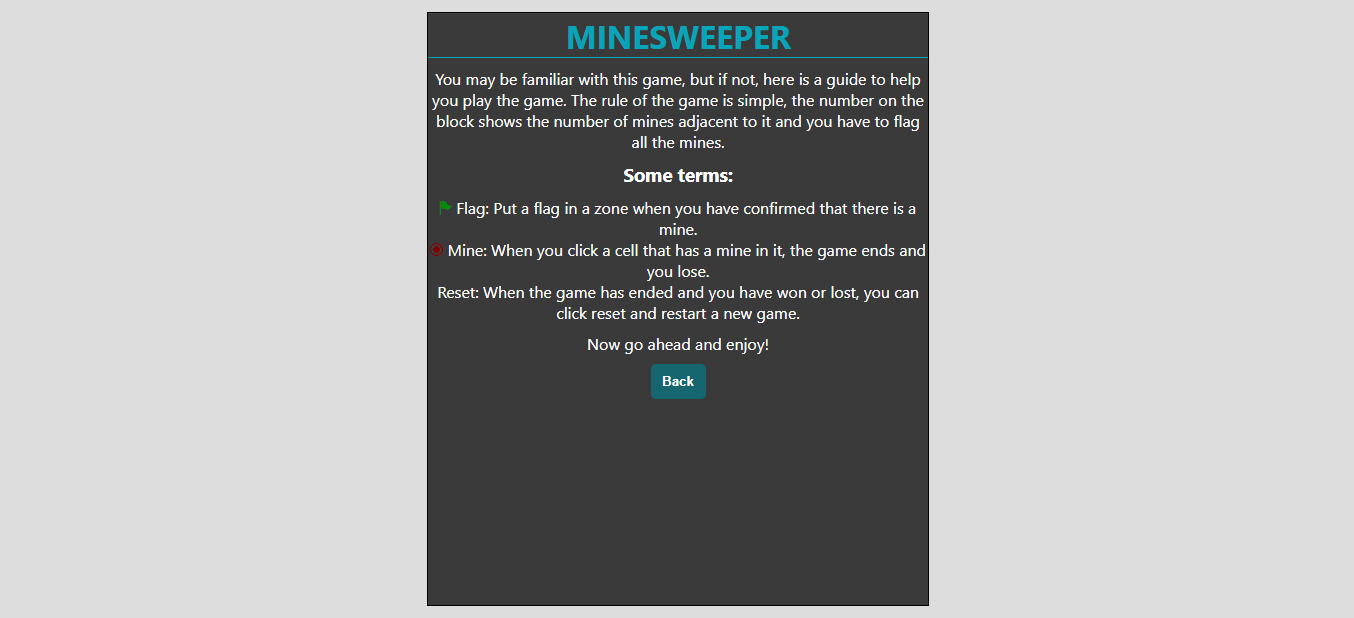 MINESWEEPER
You may be familiar with this game, but if not, here is a guide to help
you play the game. The rule of the game is simple, the number on the
block shows the number of mines adjacent to it and you have to flag
all the mines.
Some terms:
Flag: Put a flag in a zone when you have confirmed that there is a
mine.
Mine: When you click a cell that has a mine in it, the game ends and
you lose.
Reset: When the game has ended and you have won or lost, you can
click reset and restart a new game.
Now go ahead and enjoy!
Back